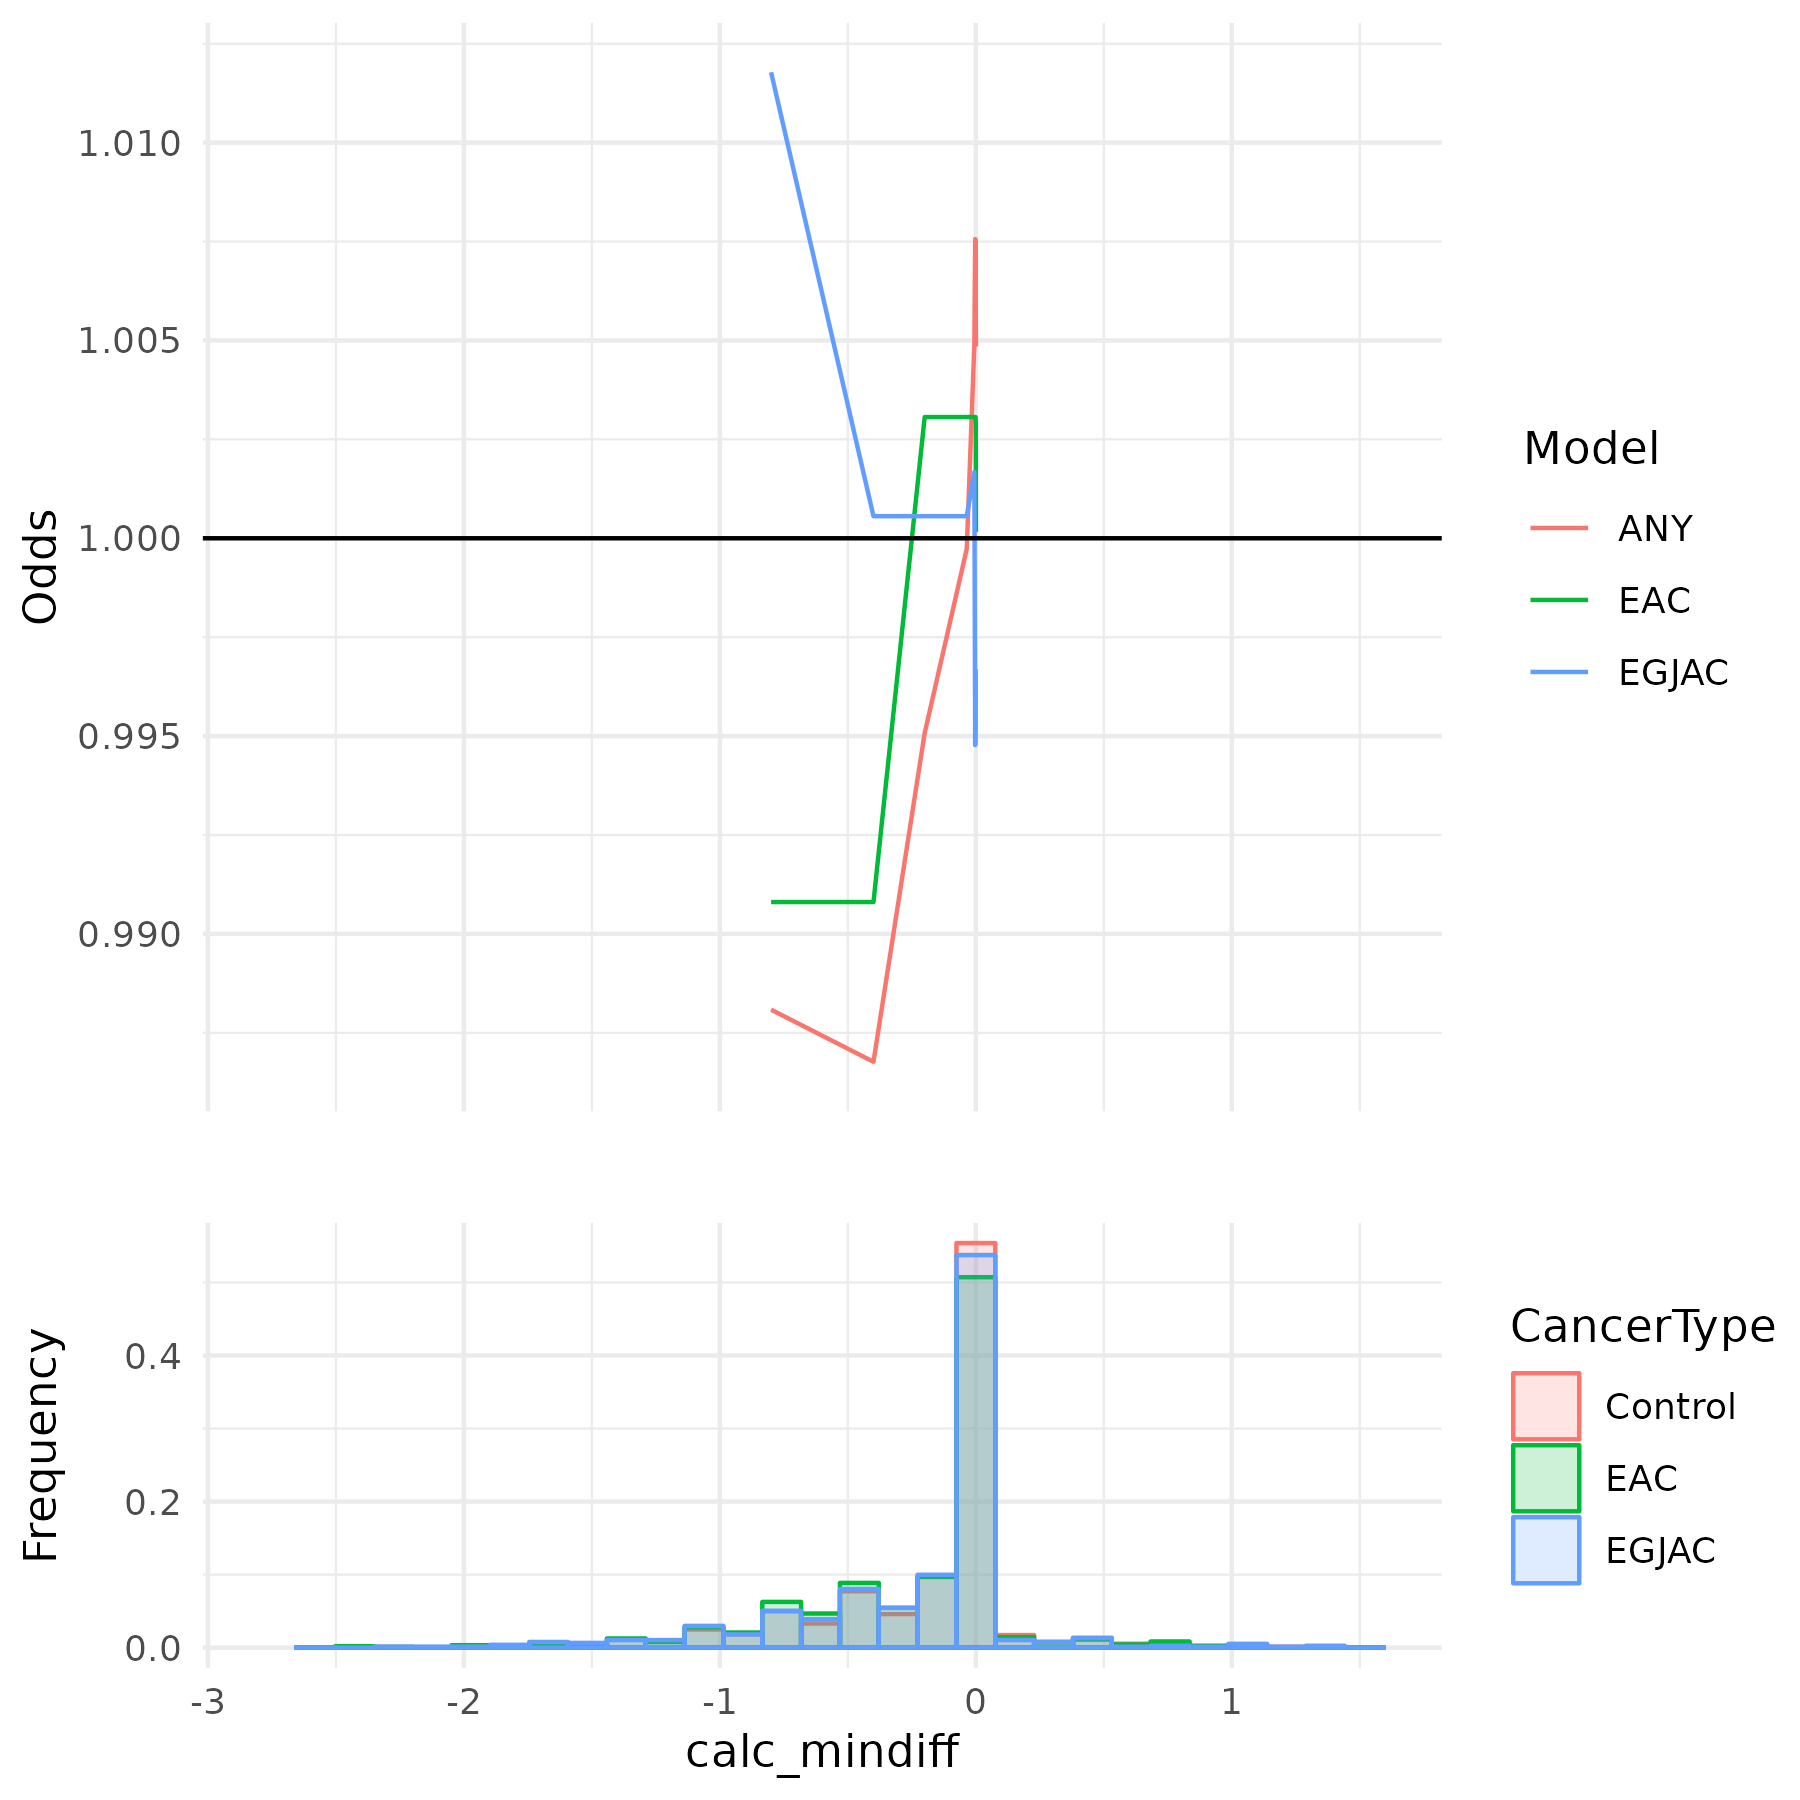 1.010
1.005
1.000
0.995
0.990
Odds
Model
ANY
EAC
EGJAC
0.4
0.2
0.0
Frequency
-3 -2 -1 0 1
calc_mindiff
CancerType
Control
EAC
EGJAC